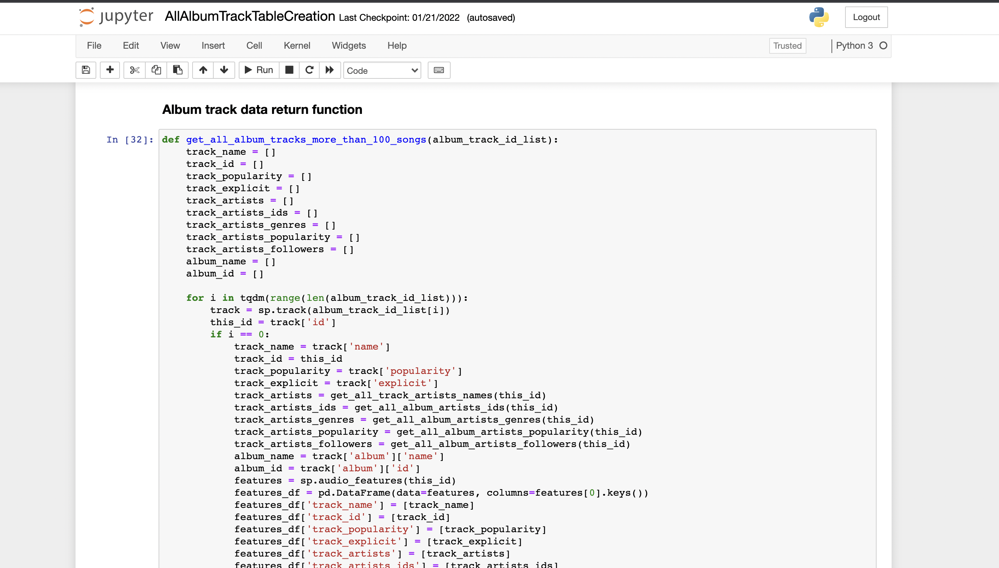 jupyter AllAlbumTrackTableCreation Last Checkpoint: 01/21/2022 (autosaved) Logout
File Edit View Insert Cell Kernel Widgets Help Trusted Python 3
Run Code
Album track data return function
In [32]: def get_all_album_tracks_more_than_100_songs(album_track_id_list):
    track_name = []
    track_id = []
    track_popularity = []
    track_explicit = []
    track_artists = []
    track_artists_ids = []
    track_artists_genres = []
    track_artists_popularity = []
    track_artists_followers = []
    album_name = []
    album_id = []
    for i in tqdm(range(len(album_track_id_list))):
        track = sp.track(album_track_id_list[i])
        this_id = track['id']
        if i == 0:
            track_name = track['name']
            track_id = this_id
            track_popularity = track['popularity']
            track_explicit = track['explicit']
            track_artists = get_all_track_artists_names(this_id)
            track_artists_ids = get_all_album_artists_ids(this_id)
            track_artists_genres = get_all_album_artists_genres(this_id)
            track_artists_popularity = get_all_album_artists_popularity(this_id)
            track_artists_followers = get_all_album_artists_followers(this_id)
            album_name = track['album']['name']
            album_id = track['album']['id']
            features = sp.audio_features(this_id)
            features_df = pd.DataFrame(data=features, columns=features[0].keys())
            features_df['track_name'] = [track_name]
            features_df['track_id'] = [track_id]
            features_df['track_popularity'] = [track_popularity]
            features_df['track_explicit'] = [track_explicit]
            features_df['track_artists'] = [track_artists]
            features_df['track_artists_ids'] = [track_artists_ids]